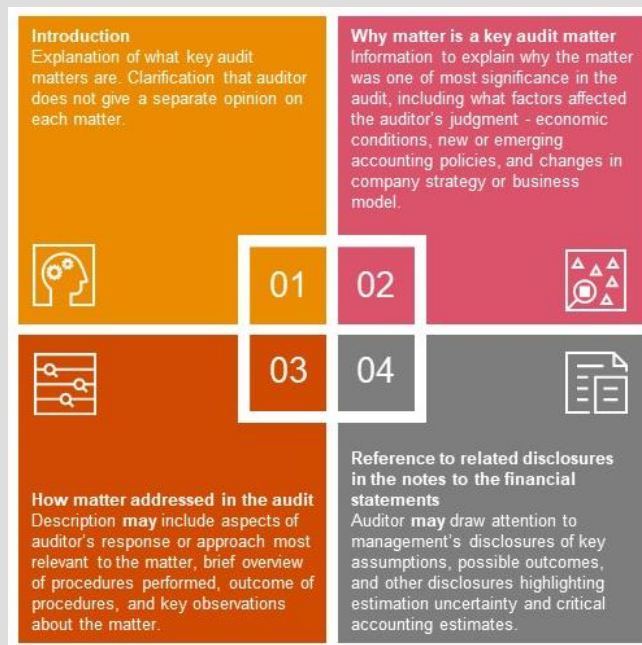 Introduction
Explanation of what key audit
matters are. Clarification that auditor
does not give a separate opinion on
each matter.
01
Why matter is a key audit matter
Information to explain why the matter
was one of most significance in the
audit, including what factors affected
the auditor's judgment - economic
conditions, new or emerging
accounting policies, and changes in
company strategy or business
model.
02
03
How matter addressed in the audit
Description may include aspects of
auditor's response or approach most
relevant to the matter, brief overview
of procedures performed, outcome of
procedures, and key observations
about the matter.
04
Reference to related disclosures
in the notes to the financial
statements
Auditor may draw attention to
management's disclosures of key
assumptions, possible outcomes,
and other disclosures highlighting
estimation uncertainty and critical
accounting estimates.